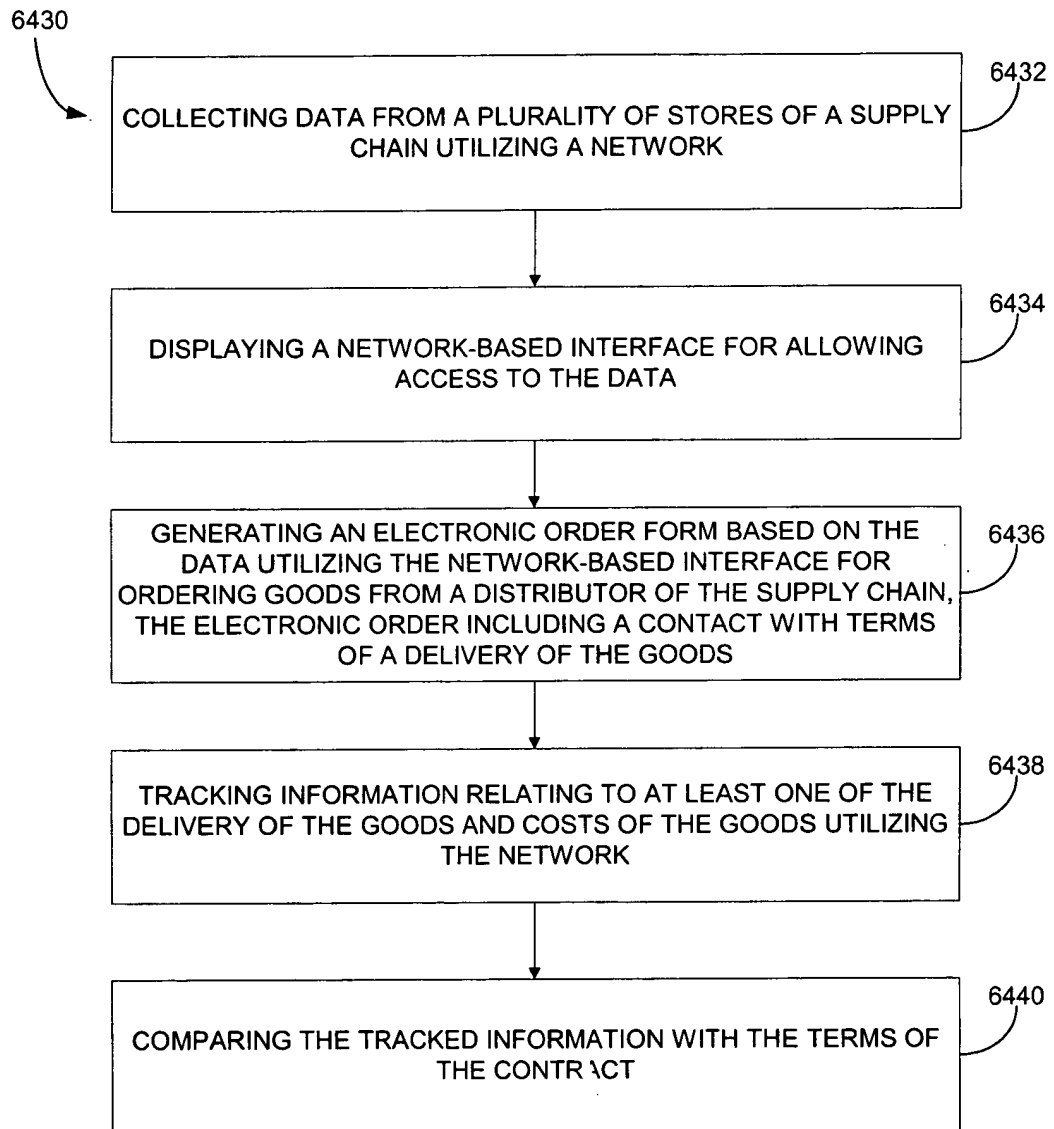 6430
6432
COLLECTING DATA FROM A PLURALITY OF STORES OF A SUPPLY
CHAIN UTILIZING A NETWORK
6434
DISPLAYING A NETWORK-BASED INTERFACE FOR ALLOWING
ACCESS TO THE DATA
6436
GENERATING AN ELECTRONIC ORDER FORM BASED ON THE
DATA UTILIZING THE NETWORK-BASED INTERFACE FOR
ORDERING GOODS FROM A DISTRIBUTOR OF THE SUPPLY CHAIN,
THE ELECTRONIC ORDER INCLUDING A CONTACT WITH TERMS
OF A DELIVERY OF THE GOODS
6438
TRACKING INFORMATION RELATING TO AT LEAST ONE OF THE
DELIVERY OF THE GOODS AND COSTS OF THE GOODS UTILIZING
THE NETWORK
6440
COMPARING THE TRACKED INFORMATION WITH THE TERMS OF
THE CONTRACT